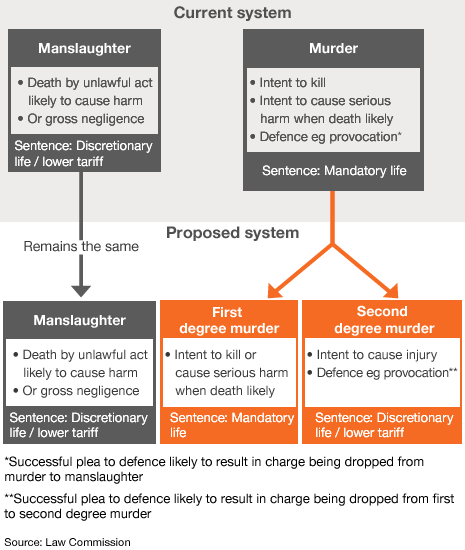 Current system
Manslaughter
• Death by unlawful act
likely to cause harm
• Or gross negligence
Sentence: Discretionary
life / lower tariff
Murder
• Intent to kill
• Intent to cause serious
harm when death likely
• Defence eg provocation*
Sentence: Mandatory life
Remains the same
Proposed system
Manslaughter
• Death by unlawful act
likely to cause harm
• Or gross negligence
Sentence: Discretionary
life / lower tariff
First
degree murder
• Intent to kill or
cause serious harm
when death likely
Sentence: Mandatory
life
Second
degree murder
• Intent to cause injury
• Defence eg provocation**
Sentence: Discretionary
life / lower tariff
*Successful plea to defence likely to result in charge being dropped from
murder to manslaughter
**Successful plea to defence likely to result in charge being dropped from first
to second degree murder
Source: Law Commission